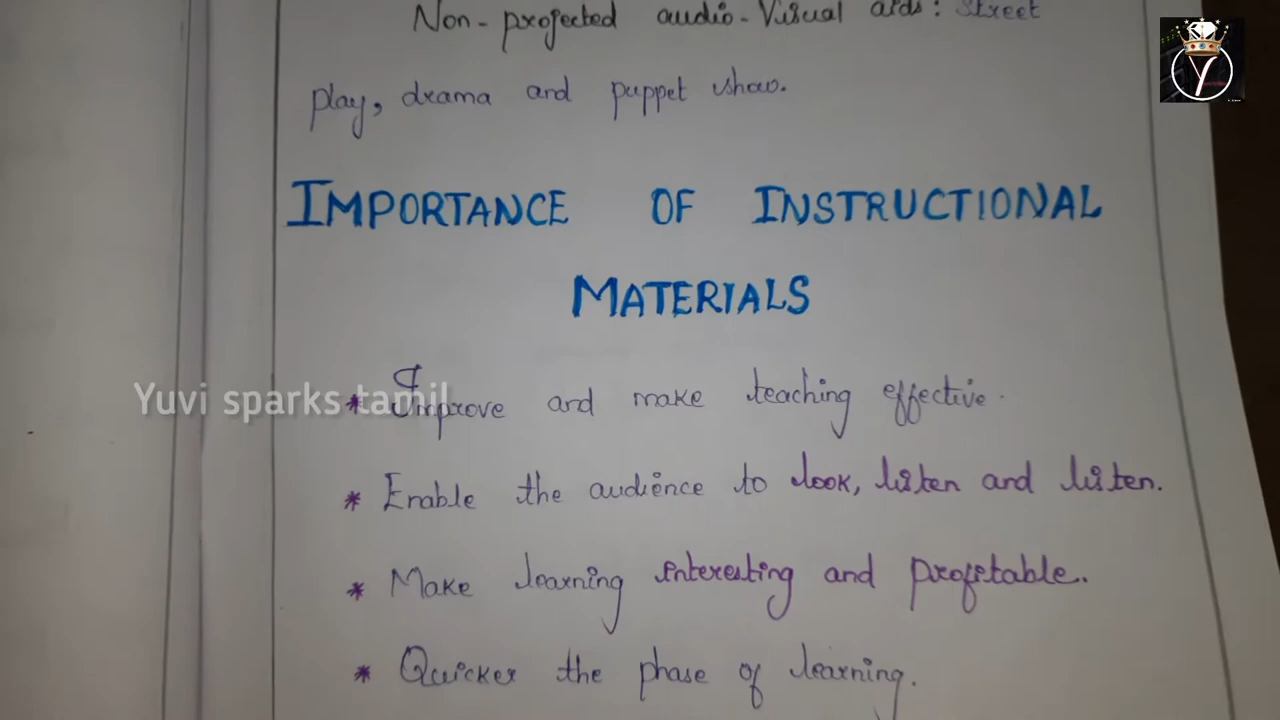 Non-projected audio-Visual aids: Street
play, drama and puppet show.
IMPORTANCE OF INSTRUCTIONAL
MATERIALS
* Improve and make teaching effective.
* Enable the audience to look, listen and listen.
* Make learning interesting and profitable.
* Quicker the phase of learning.
Yuvi sparks tamil
Y